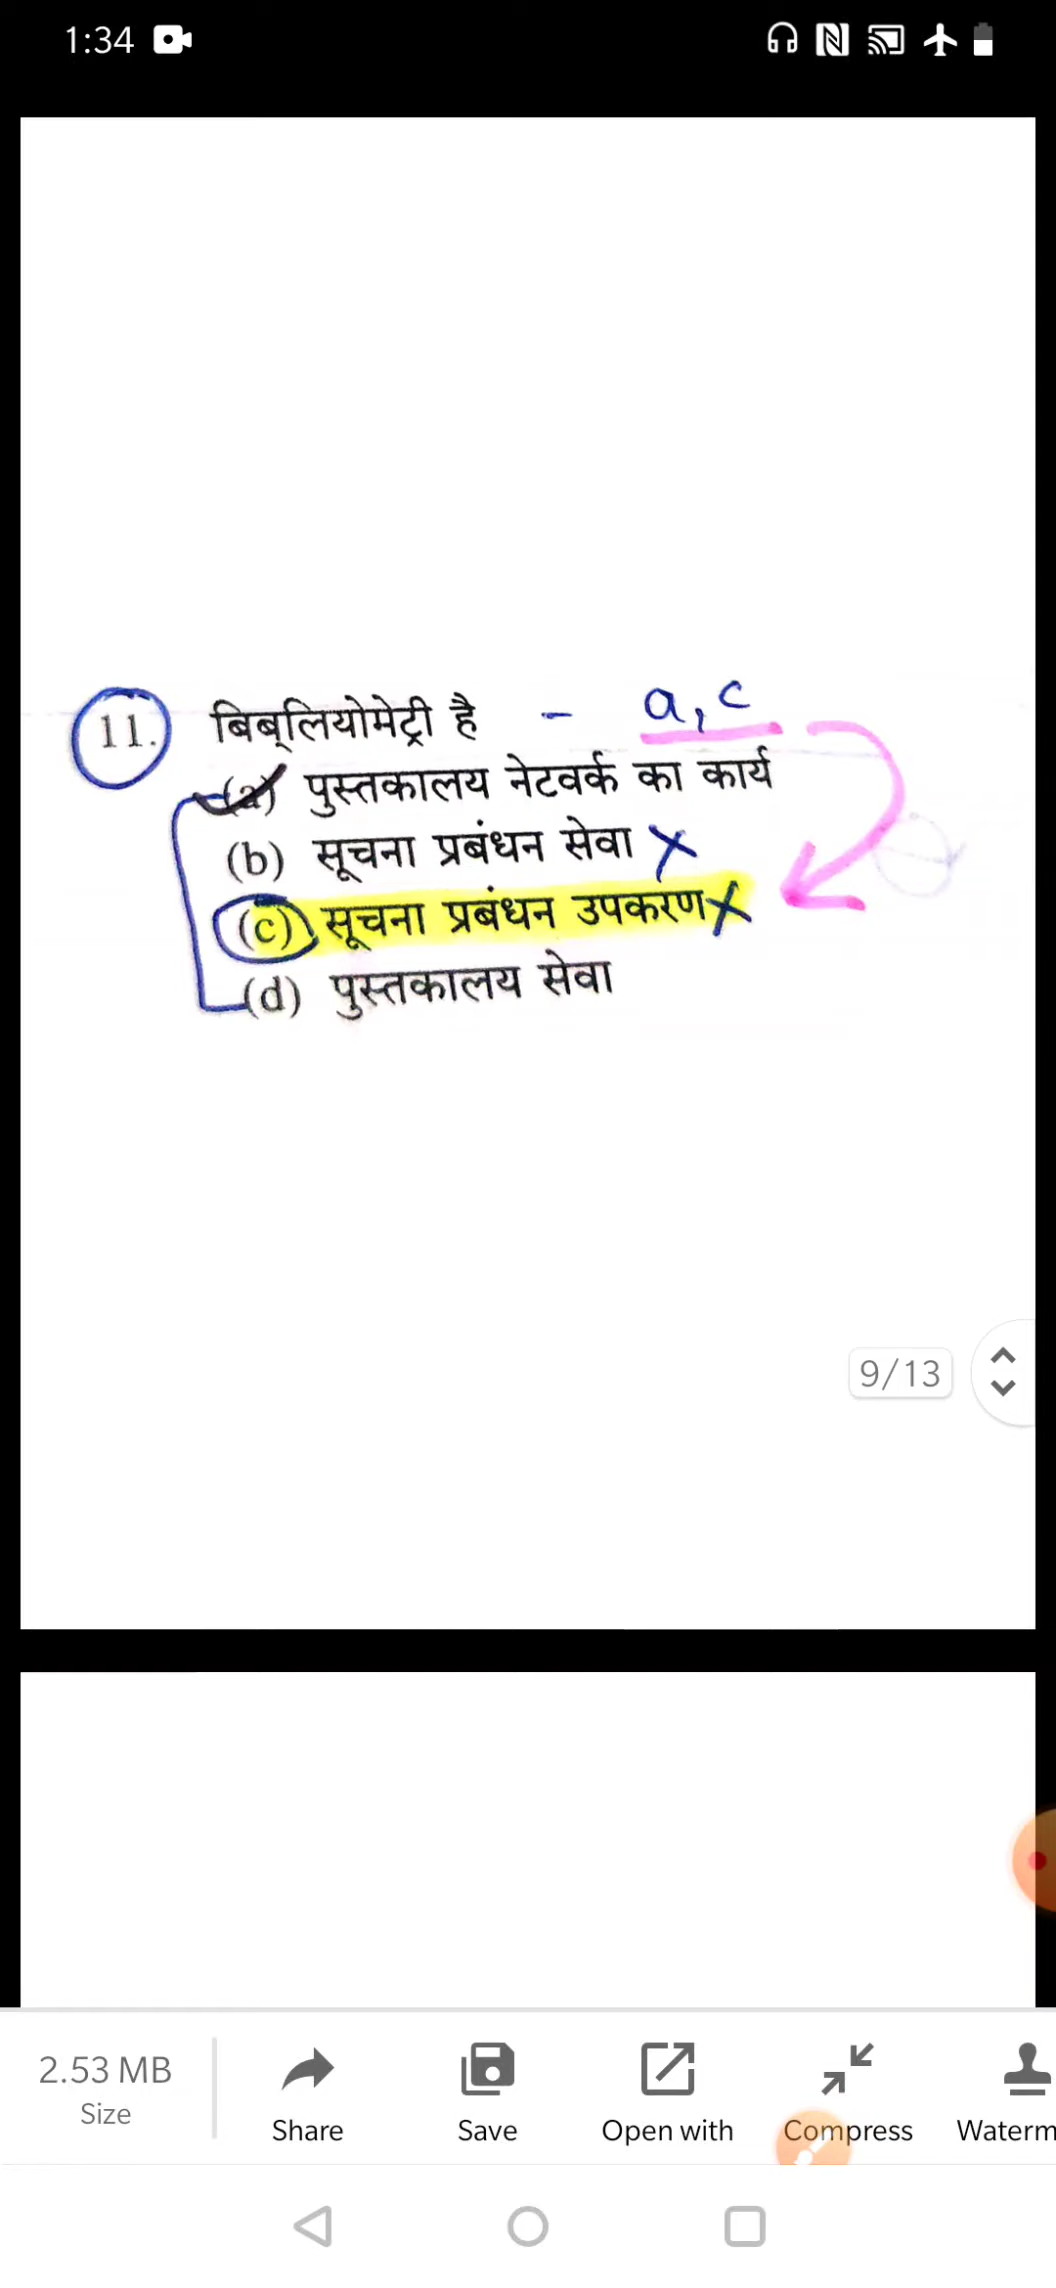 1:34
11. बिब्लियोमेट्री है - a, c
(a) पुस्तकालय नेटवर्क का कार्य
(b) सूचना प्रबंधन सेवा X
(c) सूचना प्रबंधन उपकरण X
(d) पुस्तकालय सेवा
9/13
2.53 MB
Size
Share
Save
Open with
Compress
Waterm